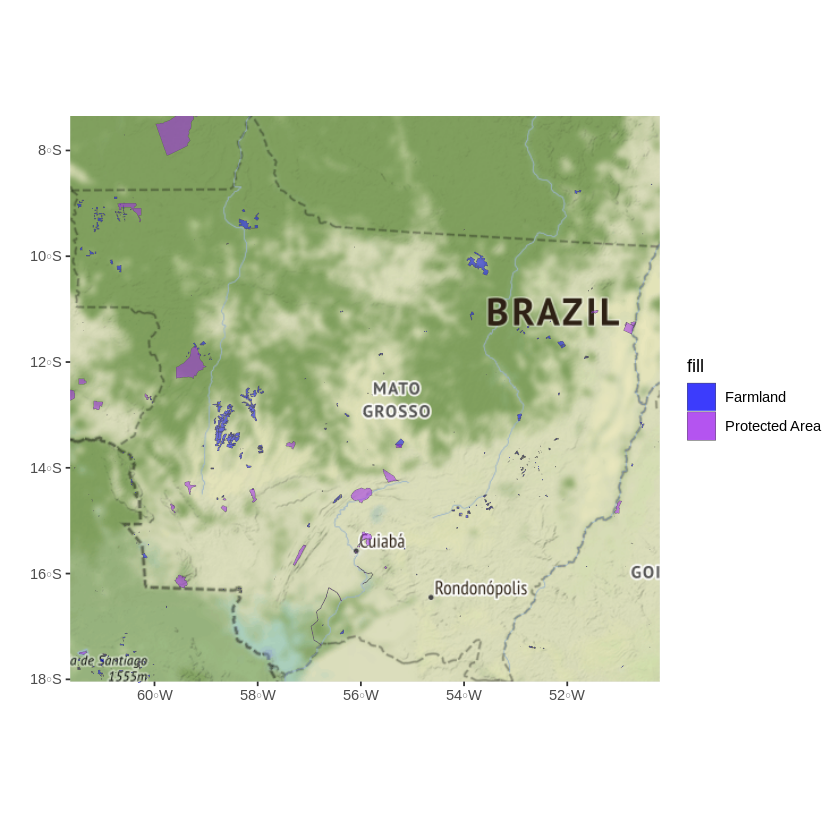 8°S
10°S
BRAZIL
12°S
MATO
GROSSO
14°S
Cuiabá
16°S
GOI
Rondonópolis
a de Santiago
1555m
18°S
60°W
58°W
56°W
54°W
52°W
fill
Farmland
Protected Area